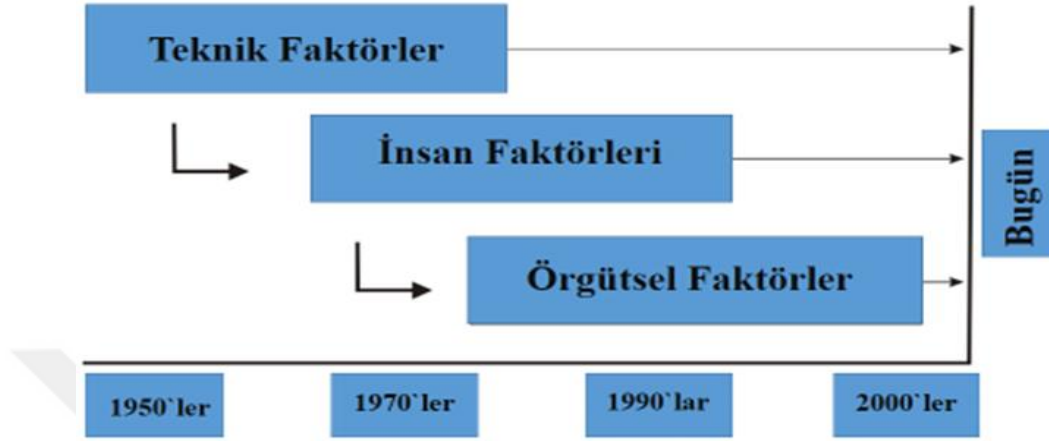 Teknik Faktörler
İnsan Faktörleri
Örgütsel Faktörler
Bugün
1950`ler
1970`ler
1990`lar
2000`ler